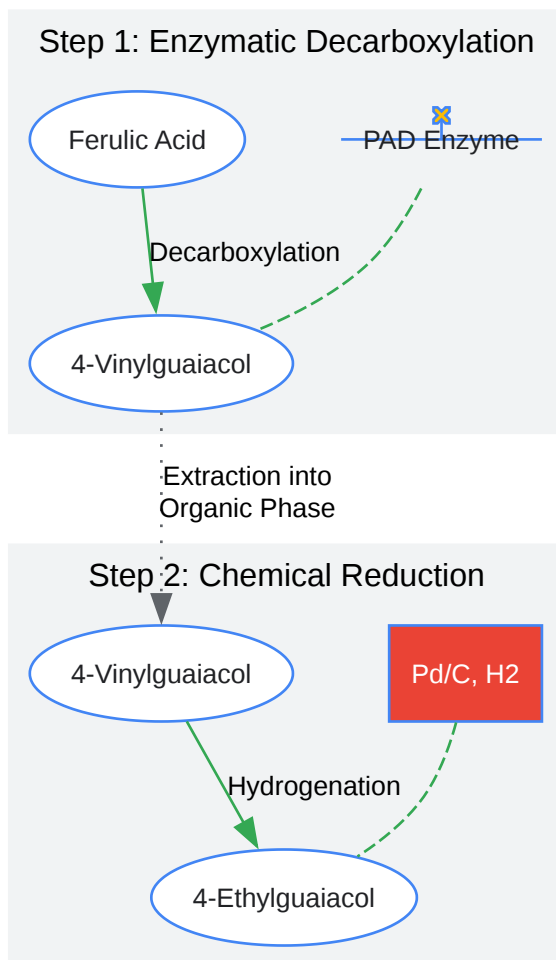 Step 1: Enzymatic Decarboxylation
Ferulic Acid
PAD Enzyme
Decarboxylation
4-Vinylguaiacol
Extraction into
Organic Phase
Step 2: Chemical Reduction
4-Vinylguaiacol
Pd/C, H2
Hydrogenation
4-Ethylguaiacol